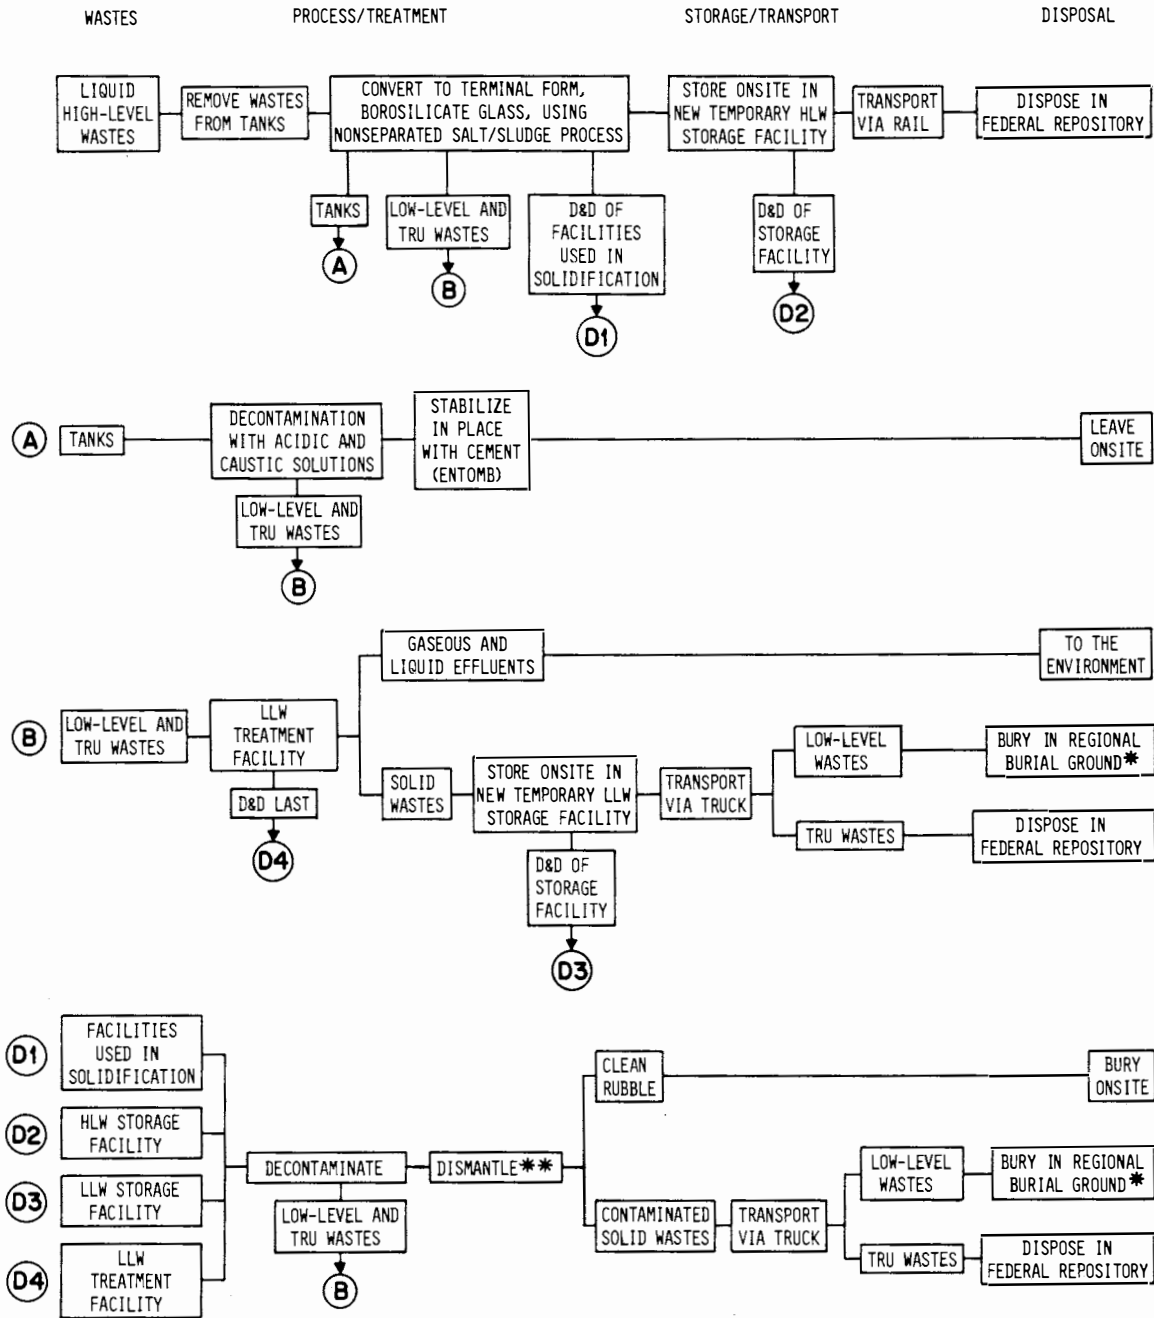 WASTES
PROCESS/TREATMENT
STORAGE/TRANSPORT
DISPOSAL
LIQUID
HIGH-LEVEL
WASTES
REMOVE WASTES
FROM TANKS
CONVERT TO TERMINAL FORM,
BOROSILICATE GLASS, USING
NONSEPARATED SALT/SLUDGE PROCESS
STORE ONSITE IN
NEW TEMPORARY HLW
STORAGE FACILITY
TRANSPORT
VIA RAIL
DISPOSE IN
FEDERAL REPOSITORY
TANKS
A
LOW-LEVEL AND
TRU WASTES
B
D&D OF
FACILITIES
USED IN
SOLIDIFICATION
D1
D&D OF
STORAGE
FACILITY
D2
A
TANKS
DECONTAMINATION
WITH ACIDIC AND
CAUSTIC SOLUTIONS
STABILIZE
IN PLACE
WITH CEMENT
(ENTOMB)
LEAVE
ONSITE
LOW-LEVEL AND
TRU WASTES
B
GASEOUS AND
LIQUID EFFLUENTS
TO THE
ENVIRONMENT
B
LOW-LEVEL AND
TRU WASTES
LLW
TREATMENT
FACILITY
D&D LAST
D4
SOLID
WASTES
STORE ONSITE IN
NEW TEMPORARY LLW
STORAGE FACILITY
TRANSPORT
VIA TRUCK
LOW-LEVEL
WASTES
BURY IN REGIONAL
BURIAL GROUND*
TRU WASTES
DISPOSE IN
FEDERAL REPOSITORY
D&D OF
STORAGE
FACILITY
D3
D1
FACILITIES
USED IN
SOLIDIFICATION
D2
HLW STORAGE
FACILITY
D3
LLW STORAGE
FACILITY
D4
LLW
TREATMENT
FACILITY
DECONTAMINATE
LOW-LEVEL AND
TRU WASTES
B
DISMANTLE**
CLEAN
RUBBLE
BURY
ONSITE
CONTAMINATED
SOLID WASTES
TRANSPORT
VIA TRUCK
LOW-LEVEL
WASTES
BURY IN REGIONAL
BURIAL GROUND*
TRU WASTES
DISPOSE IN
FEDERAL REPOSITORY